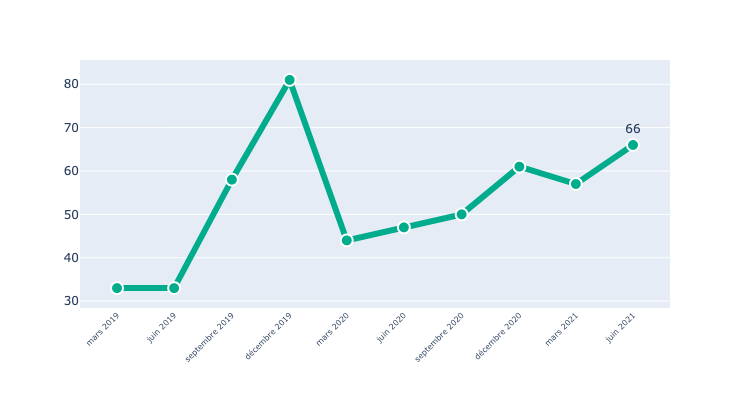 80
70
60
50
40
30
66
mars 2019
juin 2019
septembre 2019
décembre 2019
mars 2020
juin 2020
septembre 2020
décembre 2020
mars 2021
juin 2021